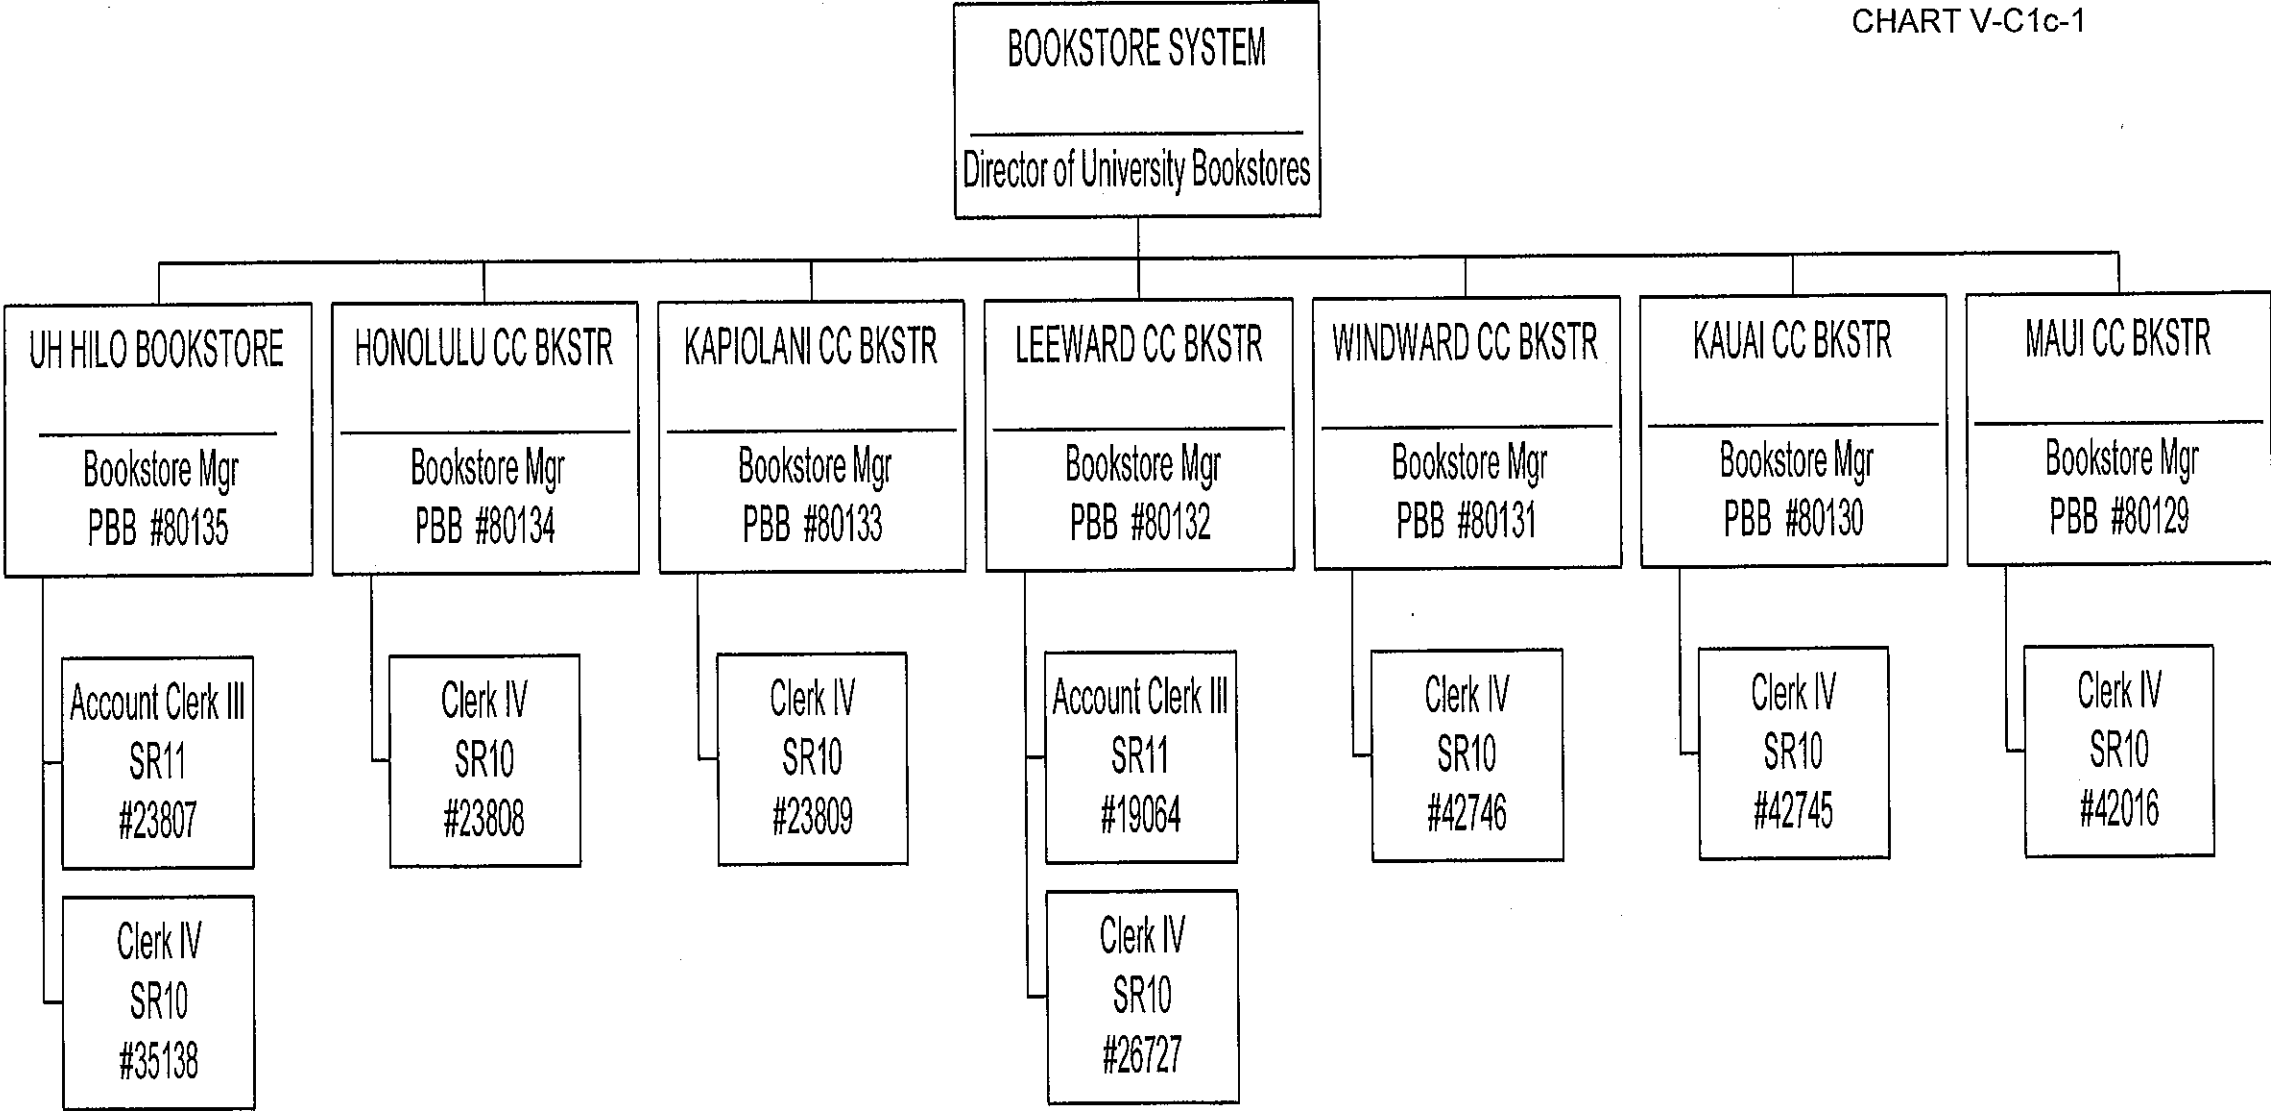 CHART V-C1c-1
BOOKSTORE SYSTEM
Director of University Bookstores
UH HILO BOOKSTORE
Bookstore Mgr
PBB #80135
HONOLULU CC BKSTR
Bookstore Mgr
PBB #80134
KAPIOLANI CC BKSTR
Bookstore Mgr
PBB #80133
LEEWARD CC BKSTR
Bookstore Mgr
PBB #80132
WINDWARD CC BKSTR
Bookstore Mgr
PBB #80131
KAUAI CC BKSTR
Bookstore Mgr
PBB #80130
MAUI CC BKSTR
Bookstore Mgr
PBB #80129
Account Clerk III
SR11
#23807
Clerk IV
SR10
#23808
Clerk IV
SR10
#23809
Account Clerk III
SR11
#19064
Clerk IV
SR10
#42746
Clerk IV
SR10
#42745
Clerk IV
SR10
#42016
Clerk IV
SR10
#35138
Clerk IV
SR10
#26727